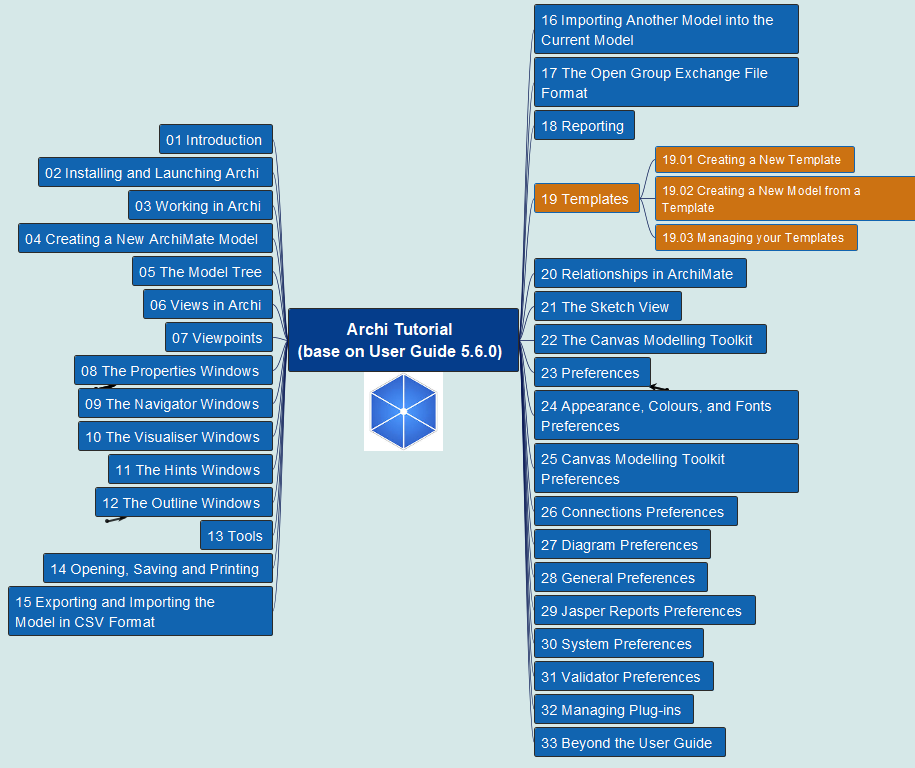 Archi Tutorial
(base on User Guide 5.6.0)
01 Introduction
02 Installing and Launching Archi
03 Working in Archi
04 Creating a New ArchiMate Model
05 The Model Tree
06 Views in Archi
07 Viewpoints
08 The Properties Windows
09 The Navigator Windows
10 The Visualiser Windows
11 The Hints Windows
12 The Outline Windows
13 Tools
14 Opening, Saving and Printing
15 Exporting and Importing the
Model in CSV Format
16 Importing Another Model into the
Current Model
17 The Open Group Exchange File
Format
18 Reporting
19 Templates
19.01 Creating a New Template
19.02 Creating a New Model from a
Template
19.03 Managing your Templates
20 Relationships in ArchiMate
21 The Sketch View
22 The Canvas Modelling Toolkit
23 Preferences
24 Appearance, Colours, and Fonts
Preferences
25 Canvas Modelling Toolkit
Preferences
26 Connections Preferences
27 Diagram Preferences
28 General Preferences
29 Jasper Reports Preferences
30 System Preferences
31 Validator Preferences
32 Managing Plug-ins
33 Beyond the User Guide